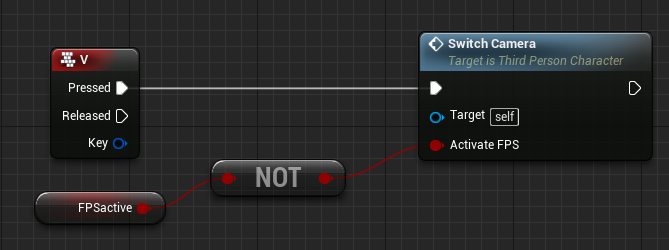 V
Pressed
Released
Key
FPSactive
NOT
Switch Camera
Target is Third Person Character
Target self
Activate FPS